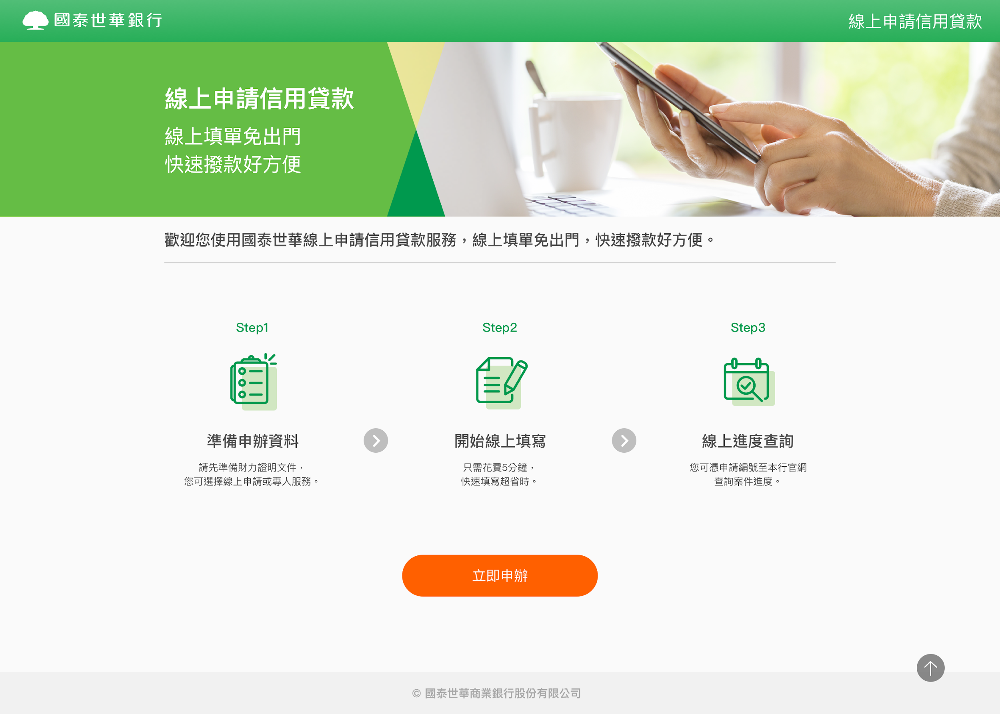 國泰世華銀行
線上申請信用貸款
線上申請信用貸款
線上填單免出門
快速撥款好方便
歡迎您使用國泰世華線上申請信用貸款服務，線上填單免出門，快速撥款好方便。
Step1
準備申辦資料
請先準備財力證明文件，
您可選擇線上申請或專人服務。
Step2
開始線上填寫
只需花費5分鐘，
快速填寫超省時。
Step3
線上進度查詢
您可憑申請編號至本行官網
查詢案件進度。
立即申辦
© 國泰世華商業銀行股份有限公司